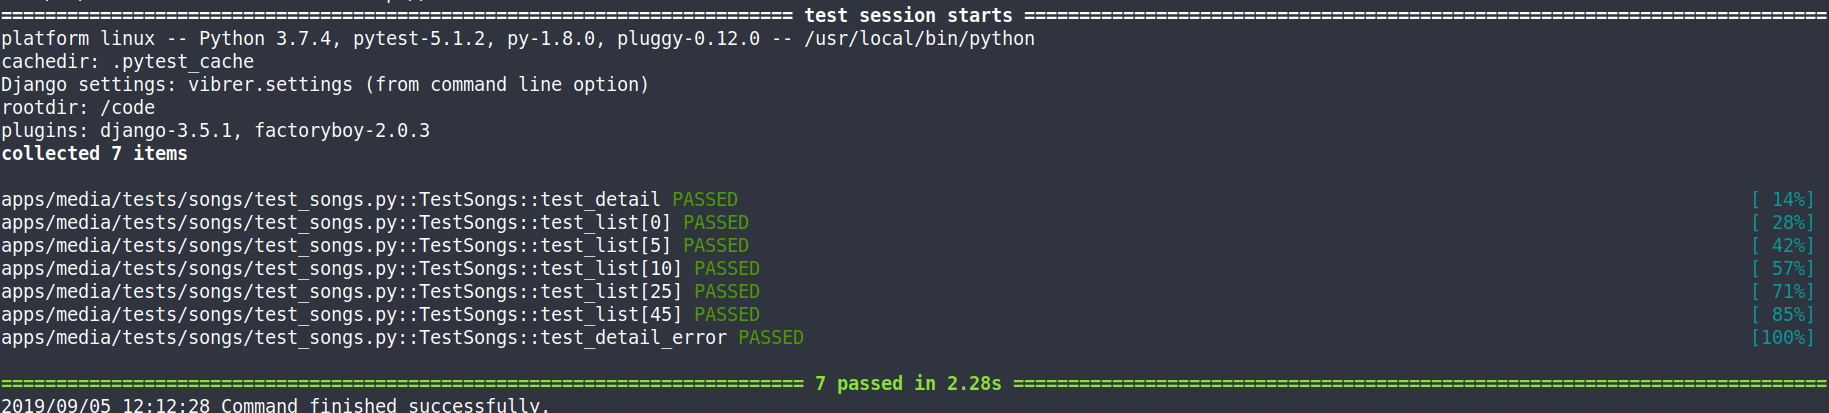 ======================================================================== test session starts =========================================================================
platform linux -- Python 3.7.4, pytest-5.1.2, py-1.8.0, pluggy-0.12.0 -- /usr/local/bin/python
cachedir: .pytest_cache
Django settings: vibrer.settings (from command line option)
rootdir: /code
plugins: django-3.5.1, factoryboy-2.0.3
collected 7 items

apps/media/tests/songs/test_songs.py::TestSongs::test_detail PASSED [ 14%]
apps/media/tests/songs/test_songs.py::TestSongs::test_list[0] PASSED [ 28%]
apps/media/tests/songs/test_songs.py::TestSongs::test_list[5] PASSED [ 42%]
apps/media/tests/songs/test_songs.py::TestSongs::test_list[10] PASSED [ 57%]
apps/media/tests/songs/test_songs.py::TestSongs::test_list[25] PASSED [ 71%]
apps/media/tests/songs/test_songs.py::TestSongs::test_list[45] PASSED [ 85%]
apps/media/tests/songs/test_songs.py::TestSongs::test_detail_error PASSED [100%]

========================================================================= 7 passed in 2.28s ==========================================================================
2019/09/05 12:12:28 Command finished successfully.